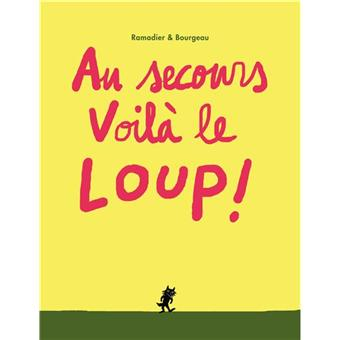 Ramadier & Bourgeau
Au secours
Voilà le
LOUP!